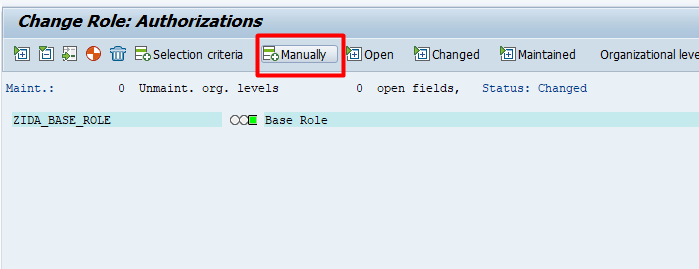 Change Role: Authorizations
Selection criteria Manually Open Changed Maintained Organizational leve
Maint.: 0 Unmaint. org. levels 0 open fields, Status: Changed
ZIDA_BASE_ROLE Base Role